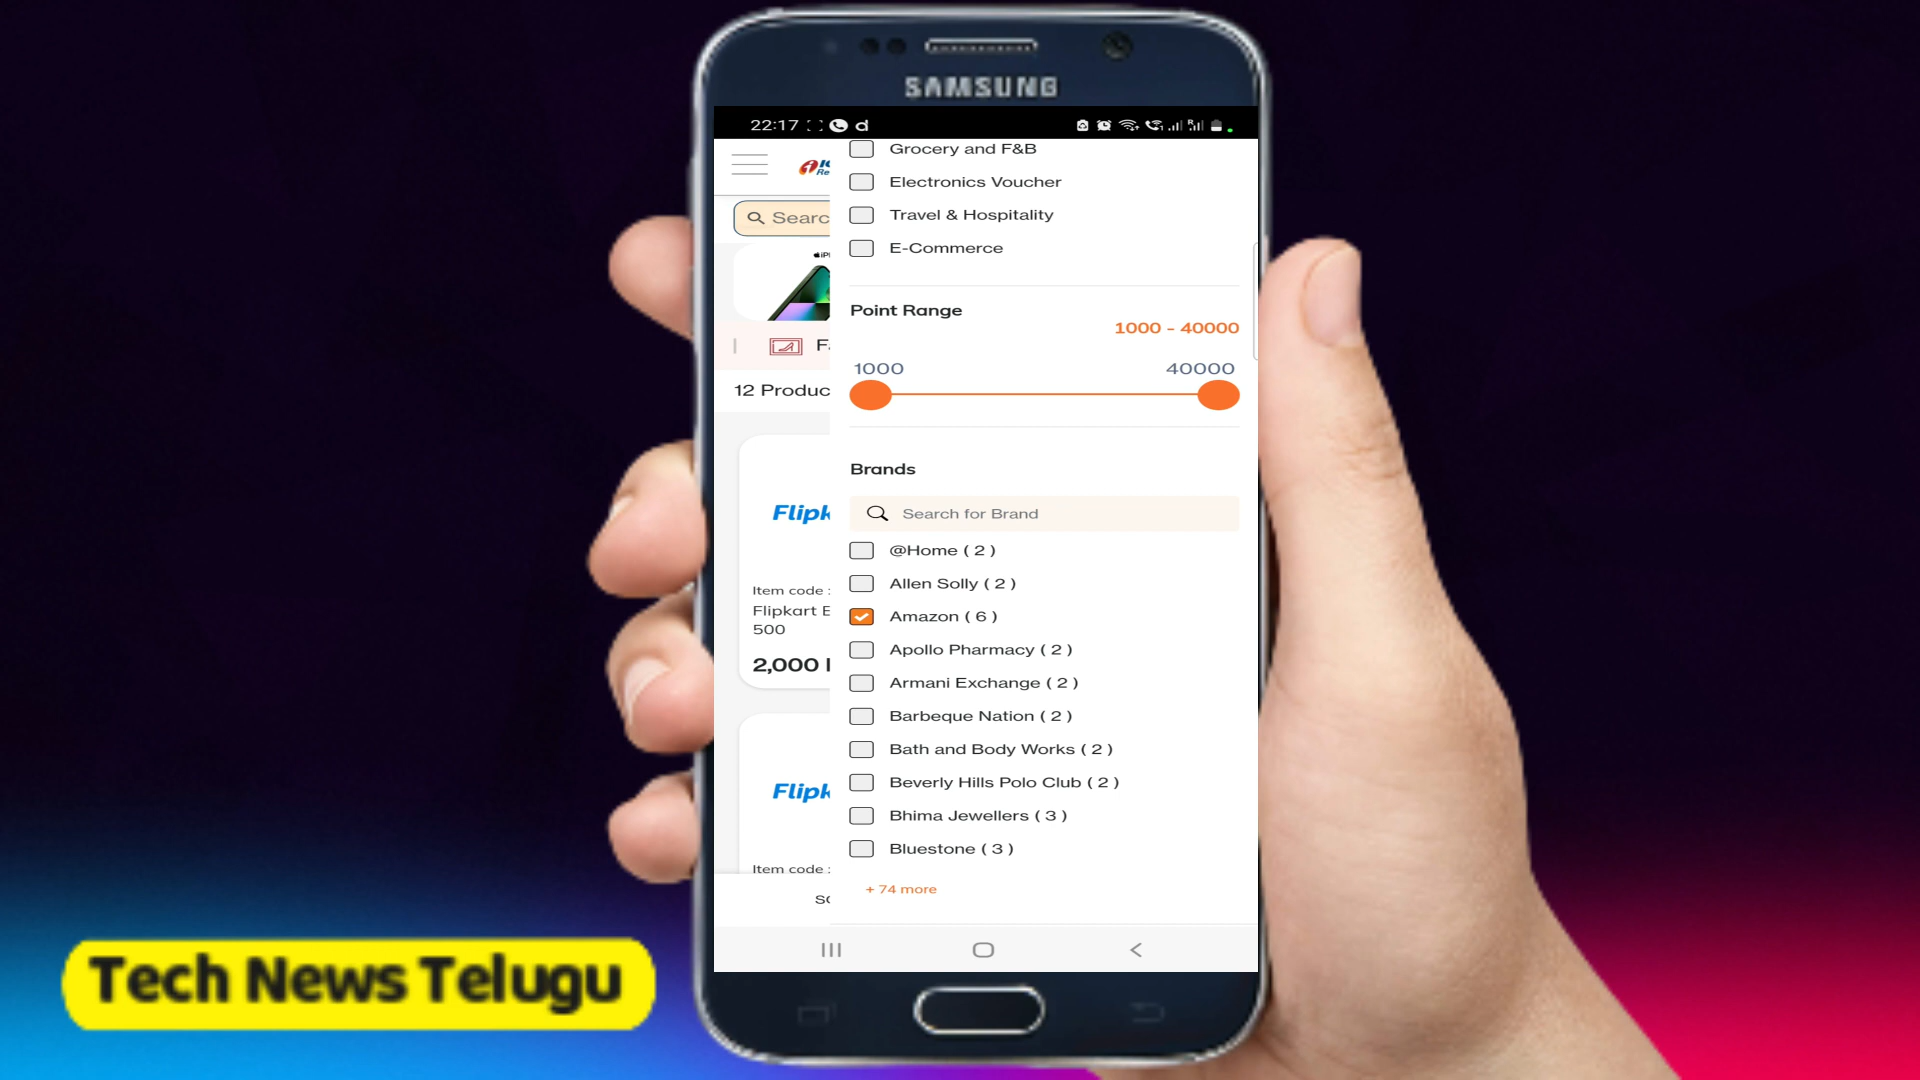 SAMSUNG
22:17
Grocery and F&B
Electronics Voucher
Searc
Travel & Hospitality
E-Commerce
Point Range
1000 - 40000
1000
40000
12 Produc
Brands
Search for Brand
Flipk
@Home ( 2 )
Allen Solly ( 2 )
Item code :
Flipkart E
500
Amazon ( 6 )
Apollo Pharmacy ( 2 )
2,000
Armani Exchange ( 2 )
Barbeque Nation ( 2 )
Bath and Body Works ( 2 )
Beverly Hills Polo Club ( 2 )
Flipk
Bhima Jewellers ( 3 )
Bluestone ( 3 )
Item code :
+ 74 more
Tech News Telugu